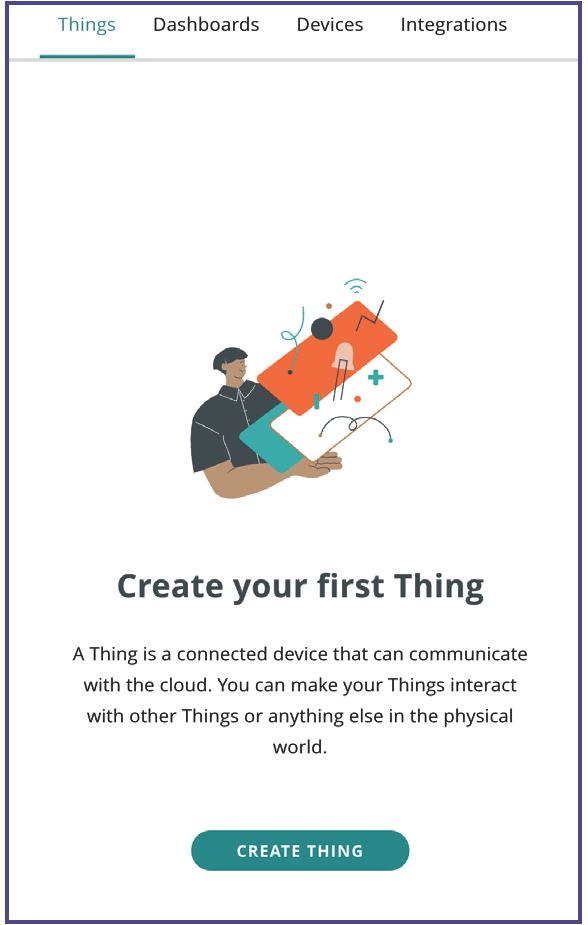 Things Dashboards Devices Integrations
Create your first Thing
A Thing is a connected device that can communicate
with the cloud. You can make your Things interact
with other Things or anything else in the physical
world.
CREATE THING